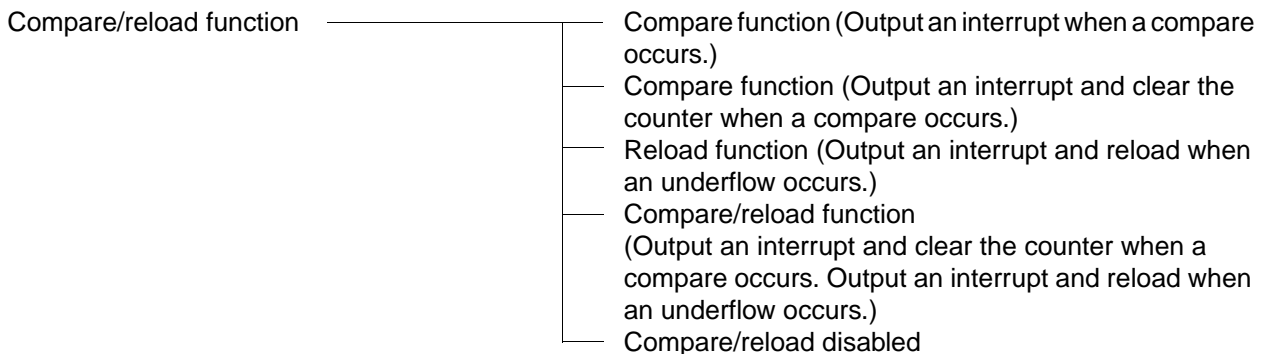 Compare/reload function
Compare function (Output an interrupt when a compare
occurs.)
Compare function (Output an interrupt and clear the
counter when a compare occurs.)
Reload function (Output an interrupt and reload when
an underflow occurs.)
Compare/reload function
(Output an interrupt and clear the counter when a
compare occurs. Output an interrupt and reload when
an underflow occurs.)
Compare/reload disabled